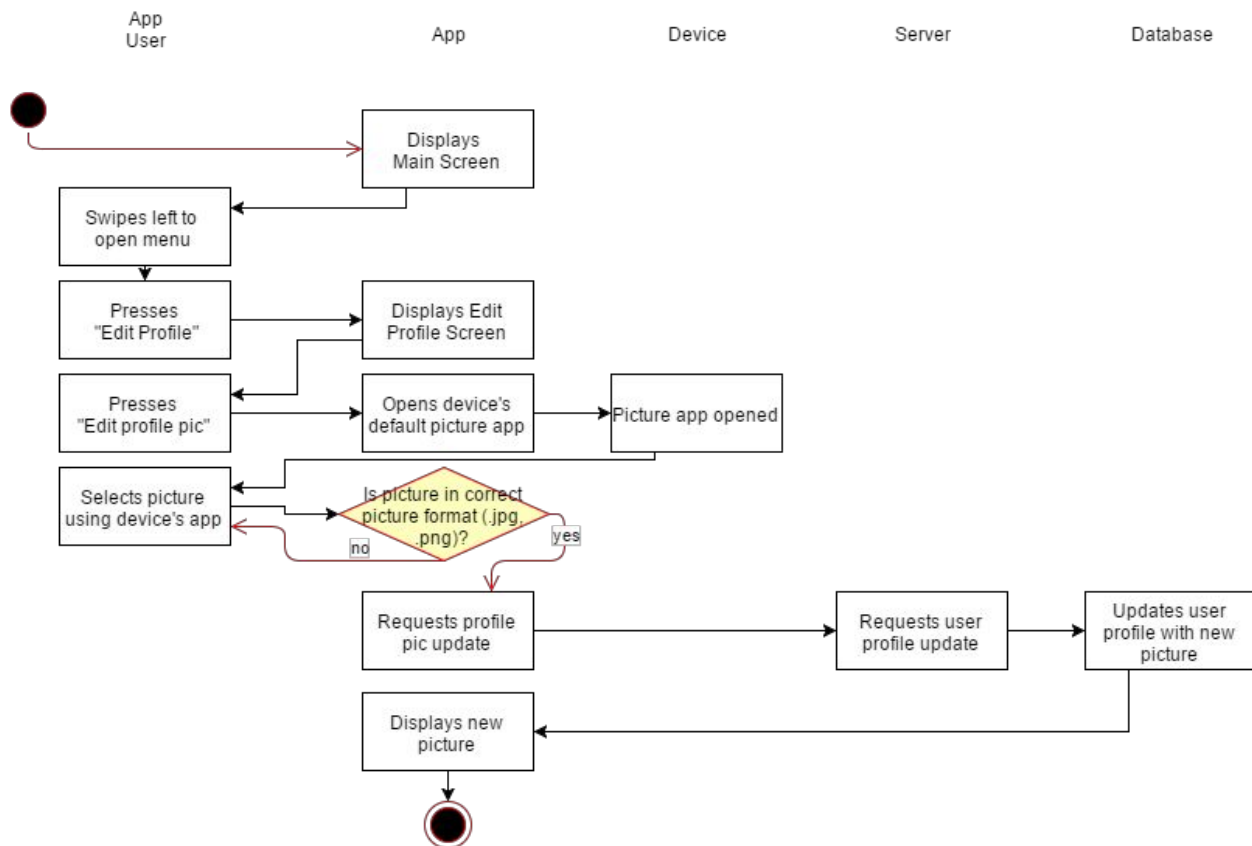 App
User
App
Device
Server
Database
Displays
Main Screen
Swipes left to
open menu
Presses
"Edit Profile"
Displays Edit
Profile Screen
Presses
"Edit profile pic"
Opens device's
default picture app
Picture app opened
Selects picture
using device's app
Is picture in correct
picture format (.jpg,
.png)?
no
yes
Requests profile
pic update
Requests user
profile update
Updates user
profile with new
picture
Displays new
picture